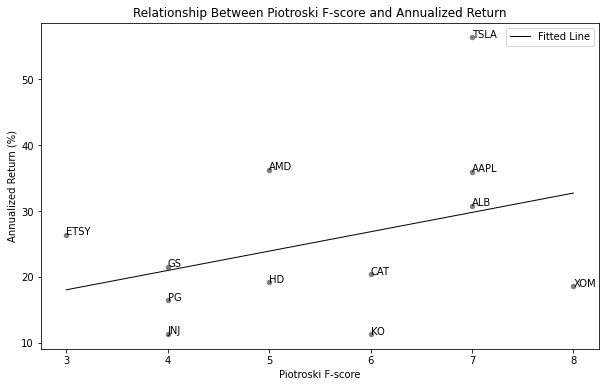 Relationship Between Piotroski F-score and Annualized Return
Fitted Line
TSLA
AMD
AAPL
ALB
ETSY
GS
CAT
HD
XOM
PG
JNJ
KO
50
40
30
20
10
Annualized Return (%)
3 4 5 6 7 8
Piotroski F-score